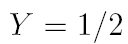 Y = 1/2